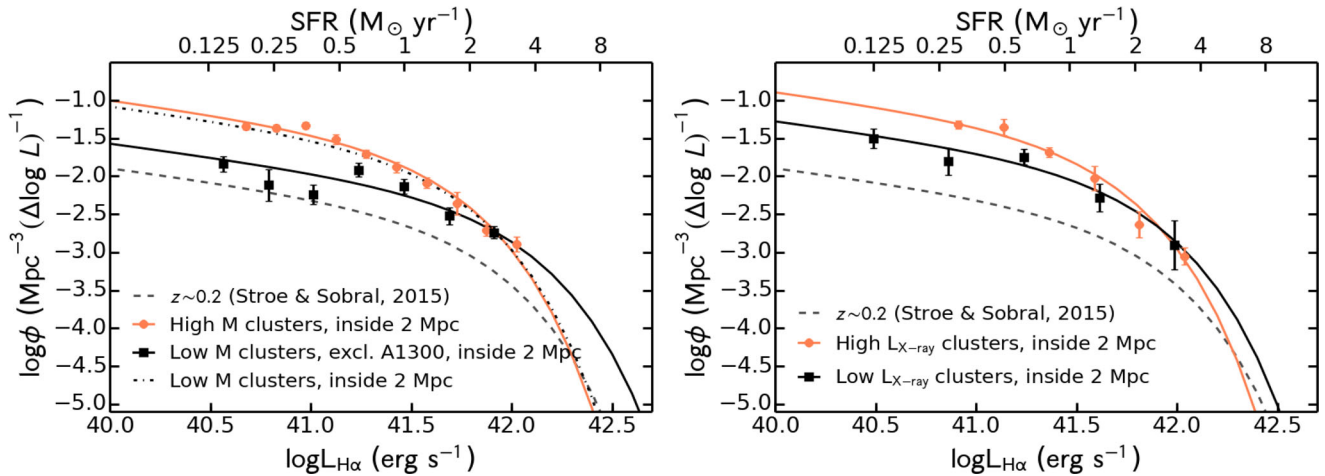 SFR (M⊙ yr⁻¹)
0.125 0.25 0.5 1 2 4 8
logϕ (Mpc⁻³(Δlog L)⁻¹)
−1.0
−1.5
−2.0
−2.5
−3.0
−3.5
−4.0
−4.5
−5.0
z~0.2 (Stroe & Sobral, 2015)
High M clusters, inside 2 Mpc
Low M clusters, excl. A1300, inside 2 Mpc
Low M clusters, inside 2 Mpc
40.0 40.5 41.0 41.5 42.0 42.5
logL_Hα (erg s⁻¹)
SFR (M⊙ yr⁻¹)
0.125 0.25 0.5 1 2 4 8
logϕ (Mpc⁻³(Δlog L)⁻¹)
−1.0
−1.5
−2.0
−2.5
−3.0
−3.5
−4.0
−4.5
−5.0
z~0.2 (Stroe & Sobral, 2015)
High L_X−ray clusters, inside 2 Mpc
Low L_X−ray clusters, inside 2 Mpc
40.0 40.5 41.0 41.5 42.0 42.5
logL_Hα (erg s⁻¹)